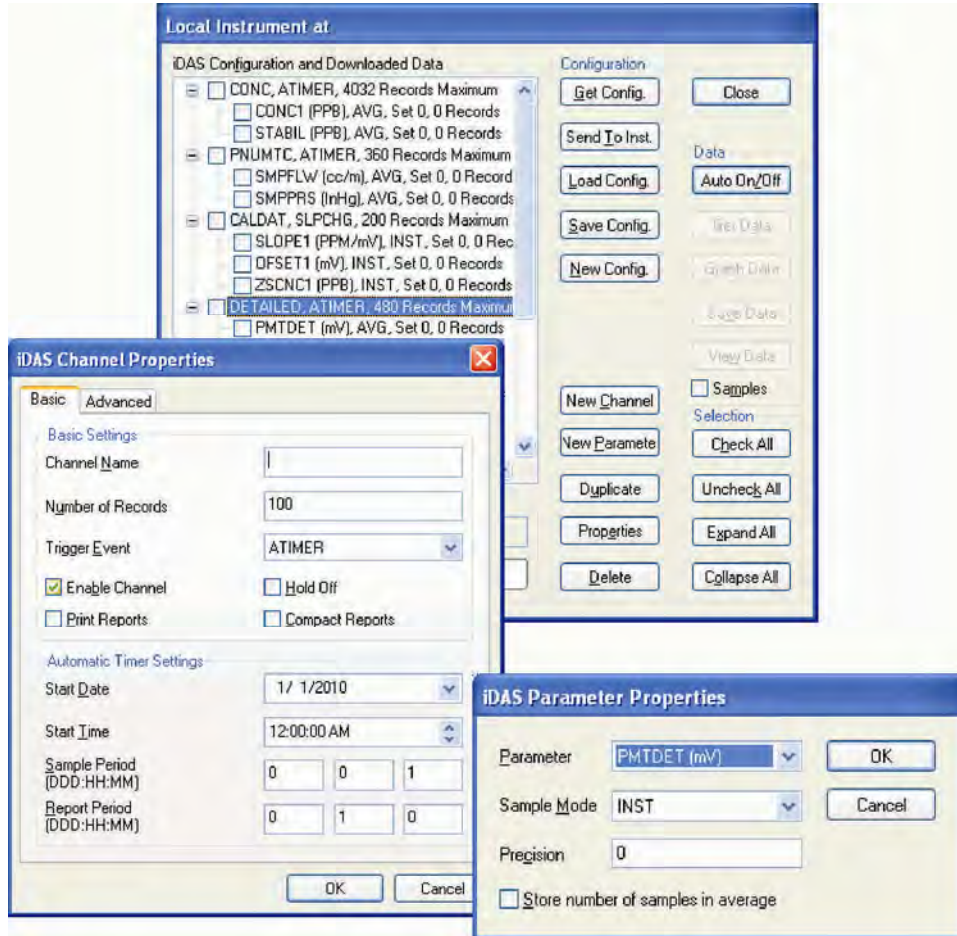 Local Instrument at
iDAS Configuration and Downloaded Data
CONC, ATIMER, 4032 Records Maximum
CONC1 (PPB), AVG, Set 0, 0 Records
STABIL (PPB), AVG, Set 0, 0 Records
PNUMTC, ATIMER, 360 Records Maximum
SMPFLW (cc/m), AVG, Set 0, 0 Record
SMPPRS (InHg), AVG, Set 0, 0 Records
CALDAT, SLPCHG, 200 Records Maximum
SLOPE1 (PPM/mV), INST, Set 0, 0 Rec
OFSET1 (mV), INST, Set 0, 0 Records
ZSCNC1 (PPB), INST, Set 0, 0 Records
DETAILED, ATIMER, 480 Records Maximu
PMTDET (mV), AVG, Set 0, 0 Records
Configuration
Get Config.
Send To Inst.
Load Config.
Save Config.
New Config.
New Channel
New Paramete
Duplicate
Properties
Delete
Close
Data
Auto On/Off
Graph Data
Save Data
View Data
Samples
Selection
Check All
Uncheck All
Expand All
Collapse All
iDAS Channel Properties
Basic
Advanced
Basic Settings
Channel Name
Number of Records
100
Trigger Event
ATIMER
Enable Channel
Hold Off
Print Reports
Compact Reports
Automatic Timer Settings
Start Date
1/ 1/2010
Start Time
12:00:00 AM
Sample Period
(DDD:HH:MM)
0 0 1
Report Period
(DDD:HH:MM)
0 1 0
OK
Cancel
iDAS Parameter Properties
Parameter
PMTDET (mV)
OK
Sample Mode
INST
Cancel
Precision
0
Store number of samples in average